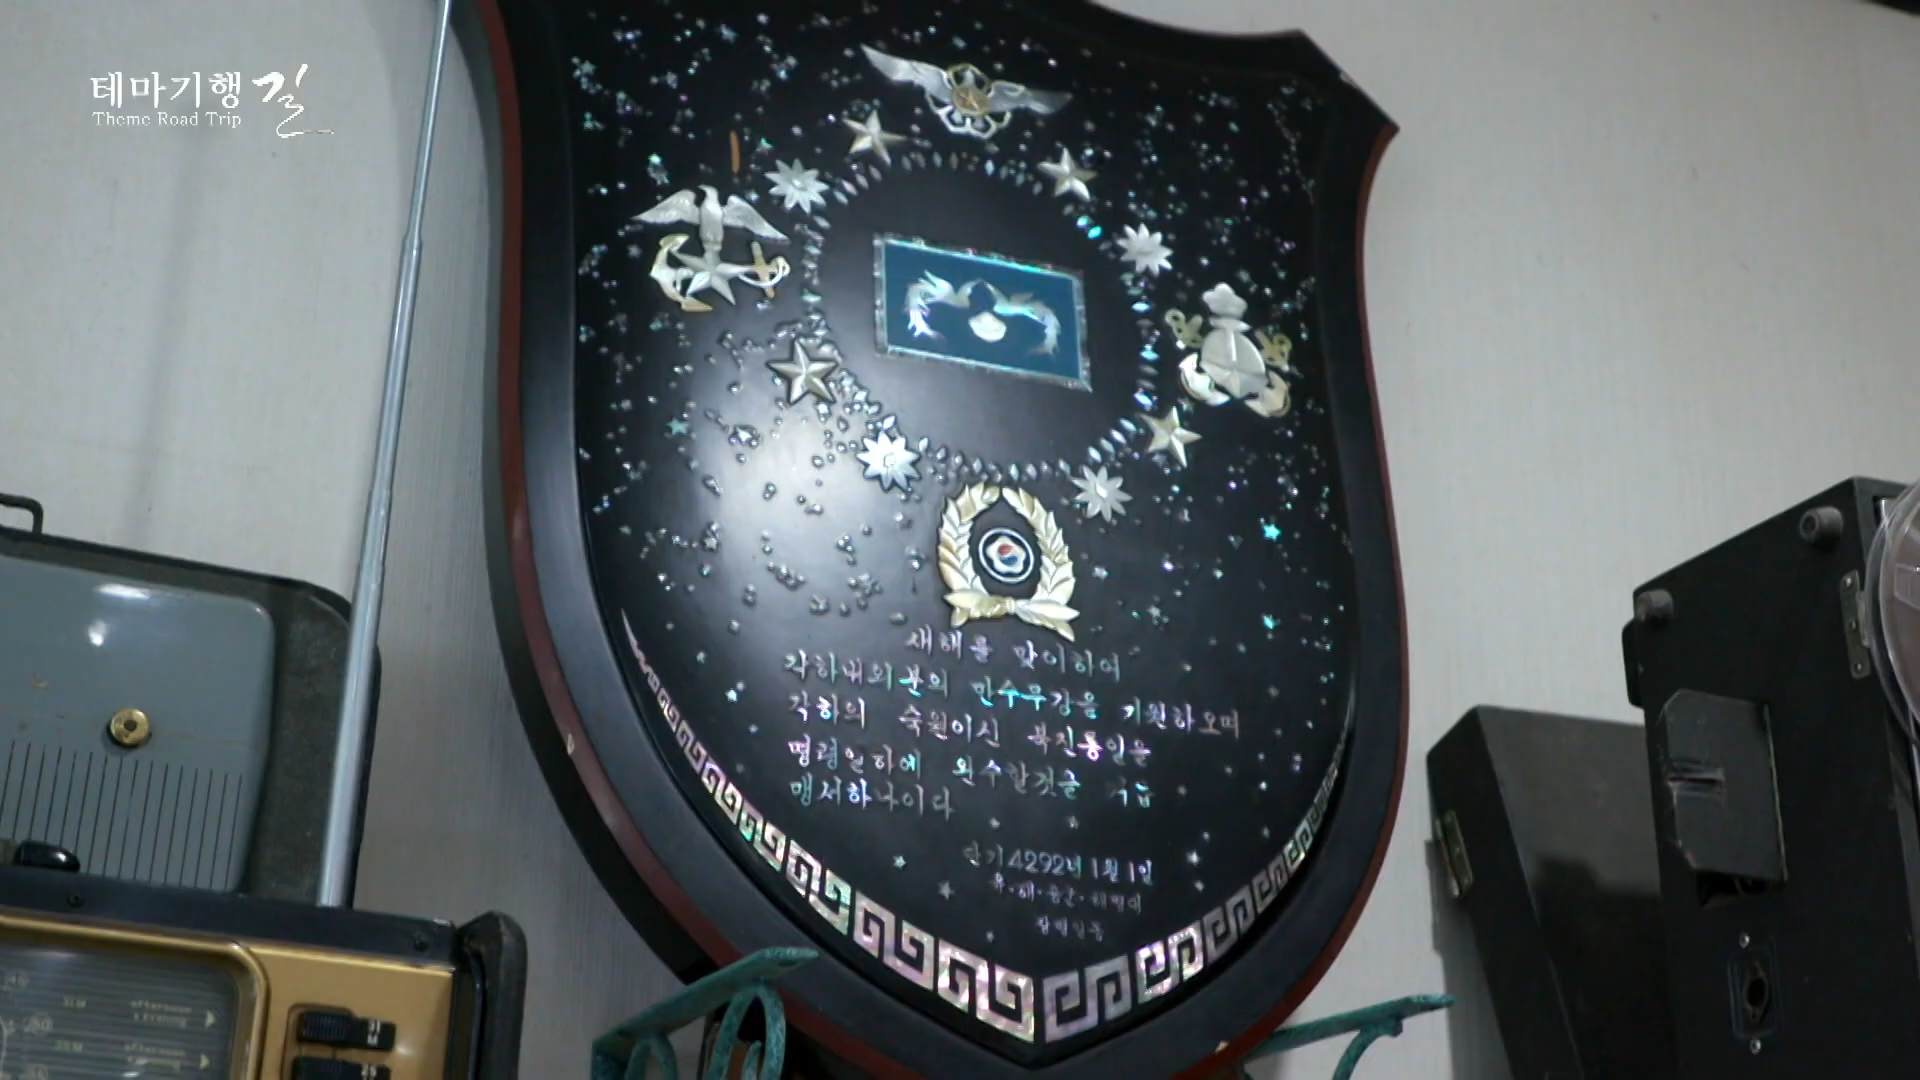 테마기행 길
Theme Road Trip
새해를 맞이하여
각하내외분의 만수무강을 기원하오며
각하의 숙원이신 북진통일을
명령일하에 완수할것을
맹서하나이다
단기 4292년 1월 1일
육·해·공군·해병대
장병일동